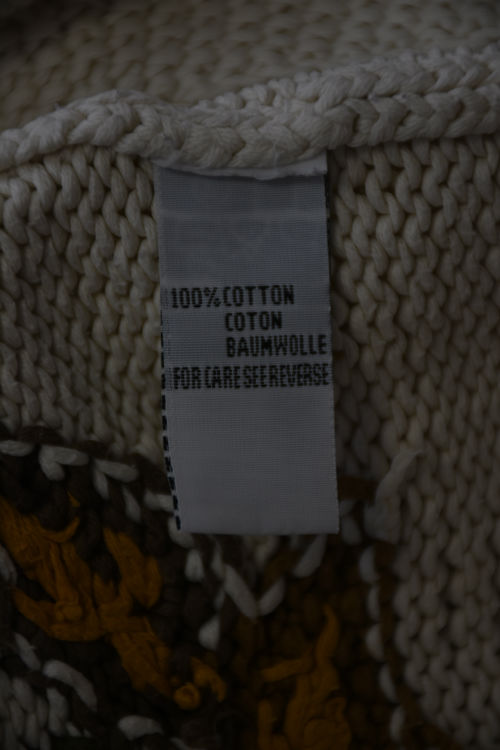 100% COTTON
COTON
BAUMWOLLE
FOR CARE SEE REVERSE